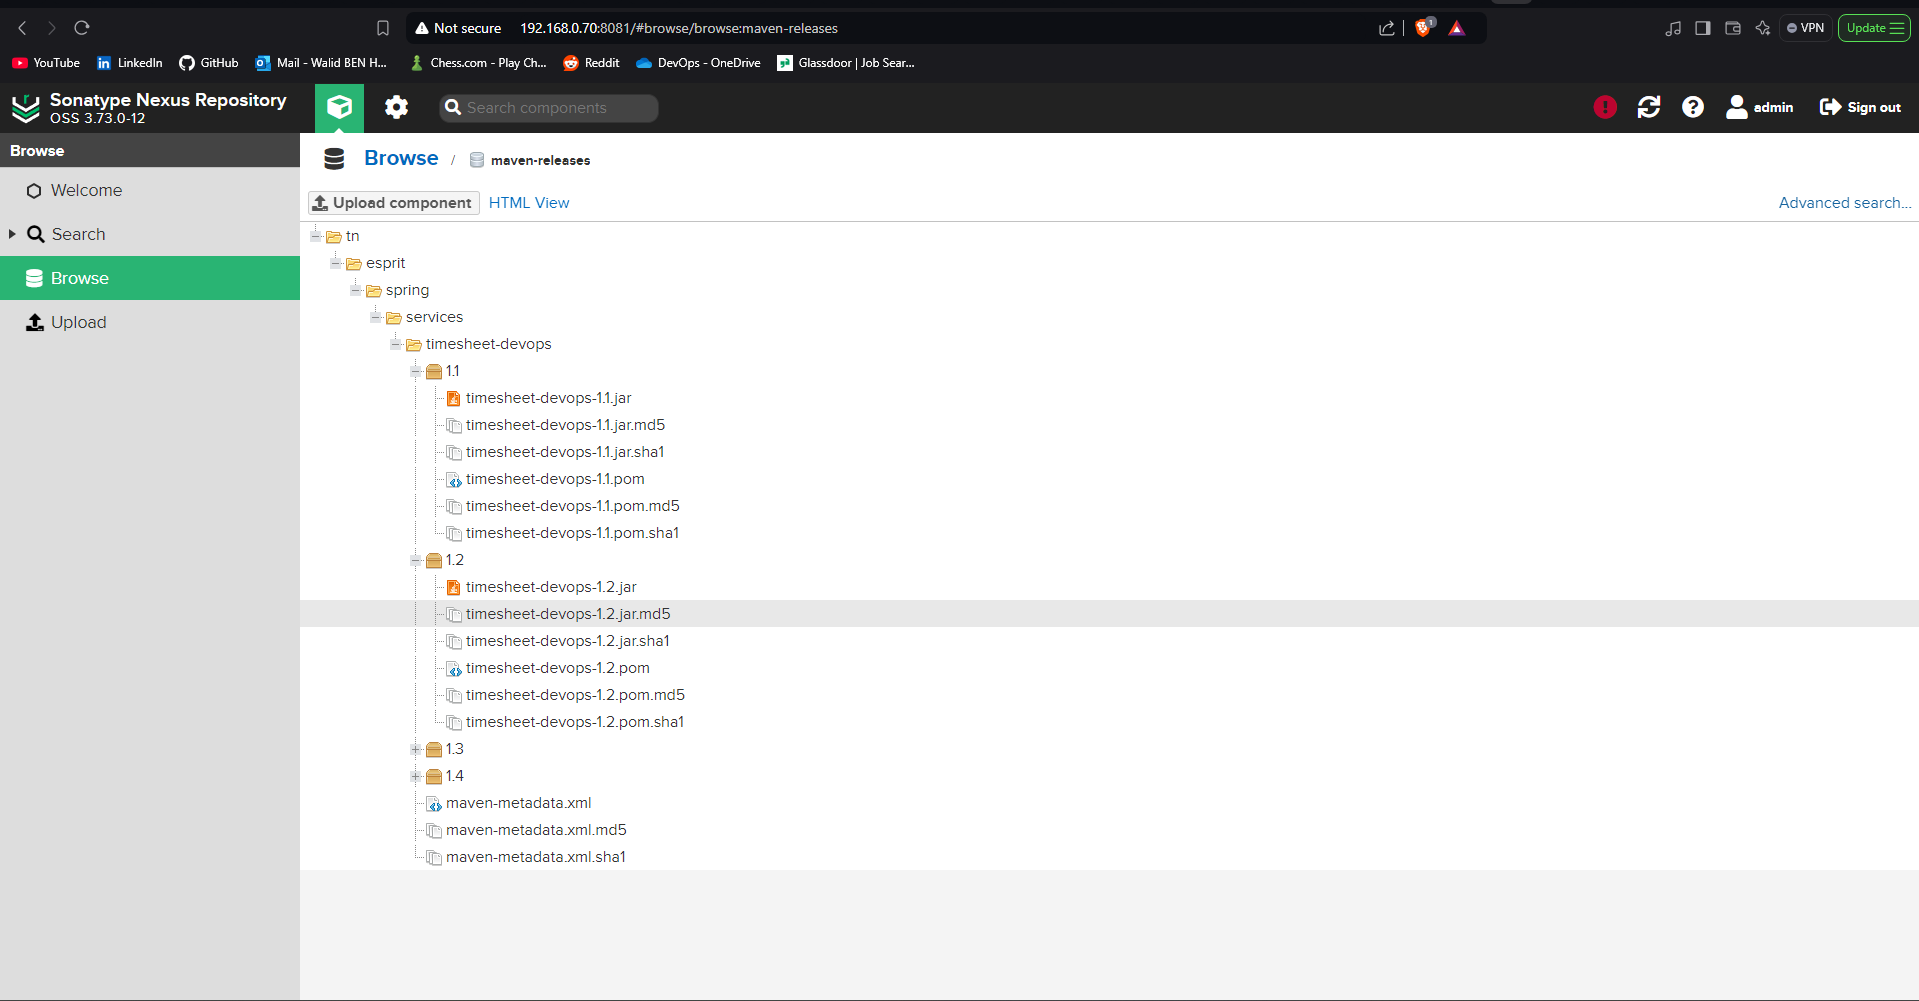 Not secure 192.168.0.70:8081/#browse/browse:maven-releases 1 VPN Update
YouTube LinkedIn GitHub Mail - Walid BEN H... Chess.com - Play Ch... Reddit DevOps - OneDrive Glassdoor | Job Sear...
Sonatype Nexus Repository
OSS 3.73.0-12
Search components
admin Sign out
Browse
Welcome
Search
Browse
Upload
Browse / maven-releases
Upload component HTML View Advanced search...
tn
esprit
spring
services
timesheet-devops
1.1
timesheet-devops-1.1.jar
timesheet-devops-1.1.jar.md5
timesheet-devops-1.1.jar.sha1
timesheet-devops-1.1.pom
timesheet-devops-1.1.pom.md5
timesheet-devops-1.1.pom.sha1
1.2
timesheet-devops-1.2.jar
timesheet-devops-1.2.jar.md5
timesheet-devops-1.2.jar.sha1
timesheet-devops-1.2.pom
timesheet-devops-1.2.pom.md5
timesheet-devops-1.2.pom.sha1
1.3
1.4
maven-metadata.xml
maven-metadata.xml.md5
maven-metadata.xml.sha1